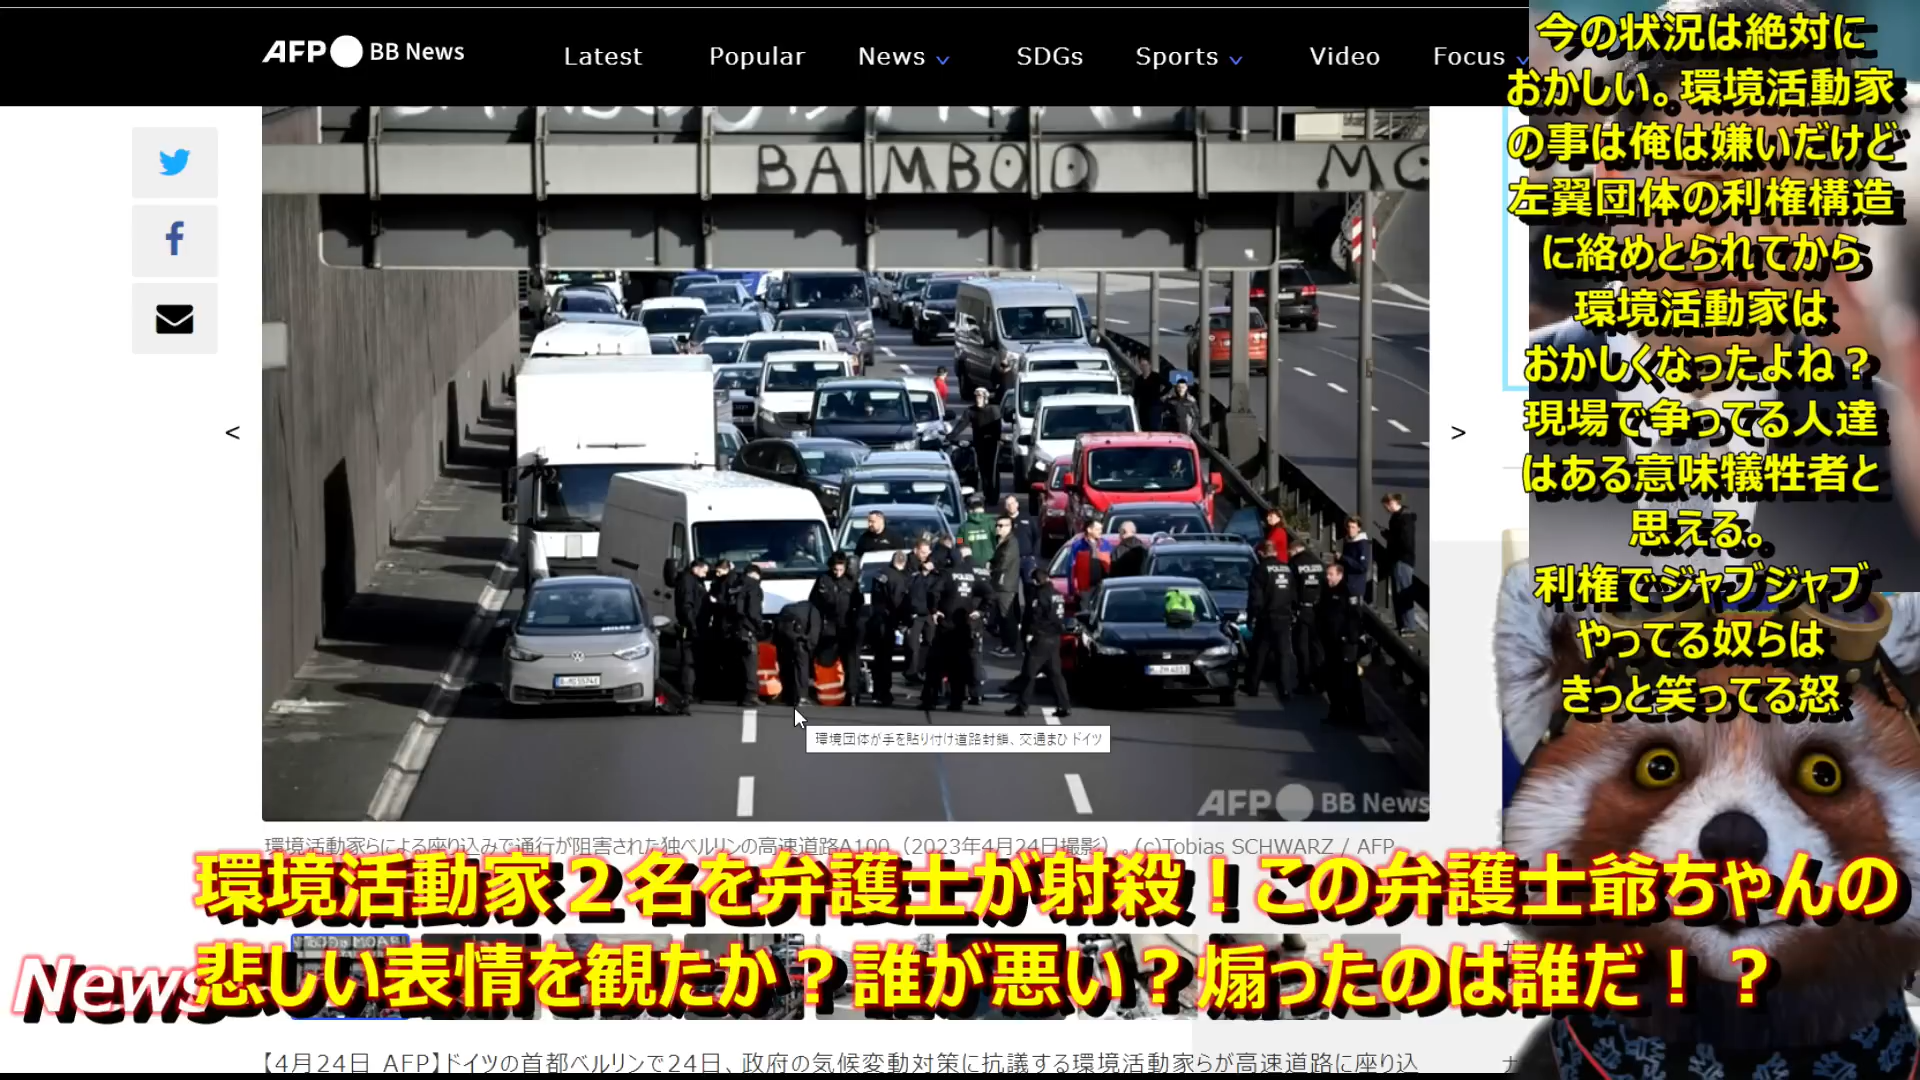 AFP BB News
Latest
Popular
News
SDGs
Sports
Video
Focus
BAMBOO
POLIZEI
POLIZEI
環境団体が手を貼り付け道路封鎖、交通まひ ドイツ
AFP BB News
環境活動家らによる座り込みで通行が阻害された独ベルリンの高速道路A100（2023年4月24日撮影）。(c)Tobias SCHWARZ / AFP
今の状況は絶対に
おかしい。環境活動家
の事は俺は嫌いだけど
左翼団体の利権構造
に絡めとられてから
環境活動家は
おかしくなったよね？
現場で争ってる人達
はある意味犠牲者と
思える。
利権でジャブジャブ
やってる奴らは
きっと笑ってる怒
環境活動家２名を弁護士が射殺！この弁護士爺ちゃんの
悲しい表情を観たか？誰が悪い？煽ったのは誰だ！？
News
【4月24日 AFP】ドイツの首都ベルリンで24日、政府の気候変動対策に抗議する環境活動家らが高速道路に座り込